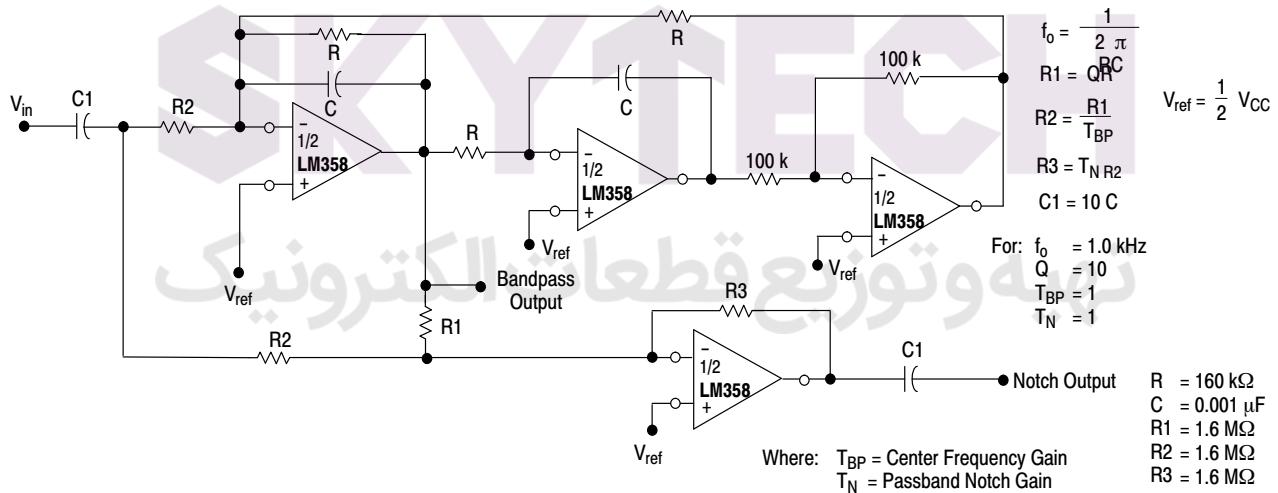 SKYTECH
تهیه و توزیع قطعات الکترونیک
R
R
C
C1
V_in
R2
−
1/2
LM358
+
V_ref
R
C
−
1/2
LM358
+
V_ref
100 k
100 k
−
1/2
LM358
+
V_ref
Bandpass
Output
R1
R2
R3
−
1/2
LM358
+
V_ref
C1
Notch Output
f_o = 1 / 2 π RC
R1 = QR
R2 = R1 / T_BP
R3 = T_N R2
C1 = 10 C
V_ref = 1/2 V_CC
For: f_o = 1.0 kHz
Q = 10
T_BP = 1
T_N = 1
R = 160 kΩ
C = 0.001 μF
R1 = 1.6 MΩ
R2 = 1.6 MΩ
R3 = 1.6 MΩ
Where: T_BP = Center Frequency Gain
T_N = Passband Notch Gain